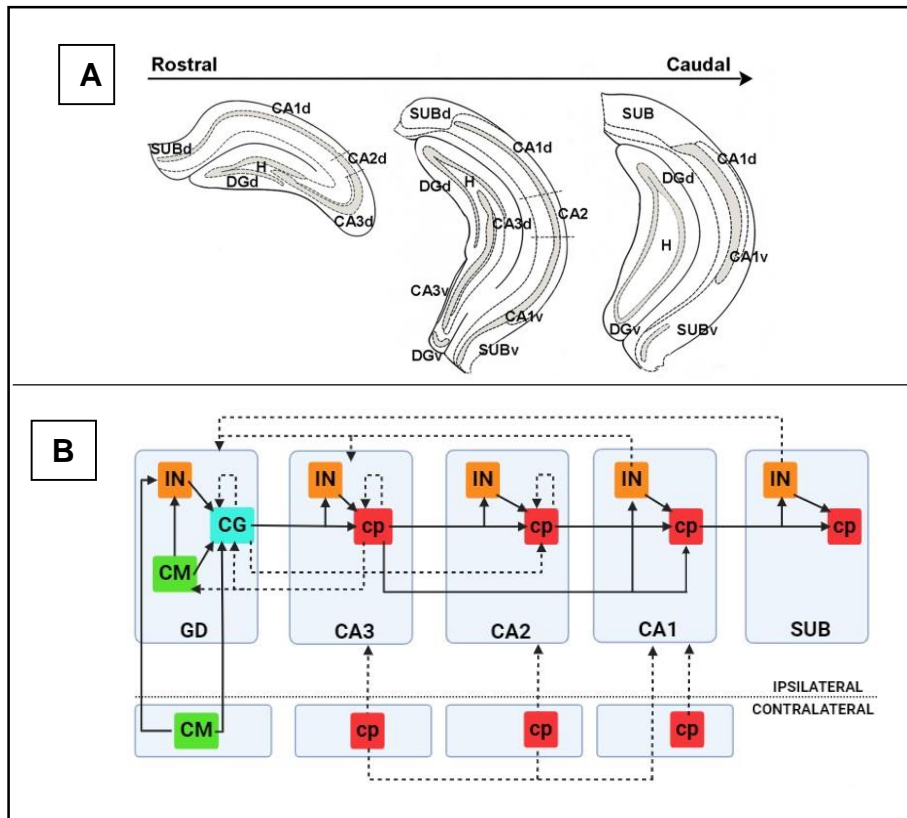 A
Rostral
Caudal
CA1d
SUBd
CA2d
H
DGd
CA3d
SUBd
CA1d
DGd
H
CA2
CA3d
CA3v
CA1v
DGv
SUBv
SUB
CA1d
DGd
H
CA1v
DGv
SUBv
B
IN
CG
CM
GD
IN
cp
CA3
IN
cp
CA2
IN
cp
CA1
IN
cp
SUB
IPSILATERAL
CONTRALATERAL
CM
cp
cp
cp